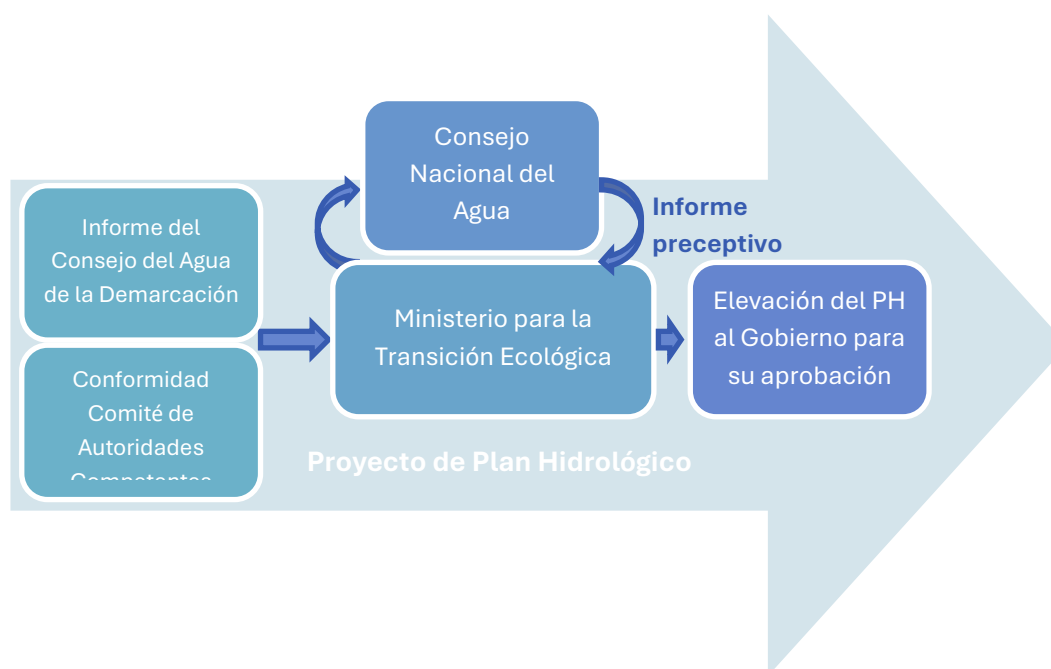 Consejo
Nacional del
Agua
Informe del
Consejo del Agua
de la Demarcación
Informe
preceptivo
Ministerio para la
Transición Ecológica
Elevación del PH
al Gobierno para
su aprobación
Conformidad
Comité de
Autoridades
Competentes
Proyecto de Plan Hidrológico